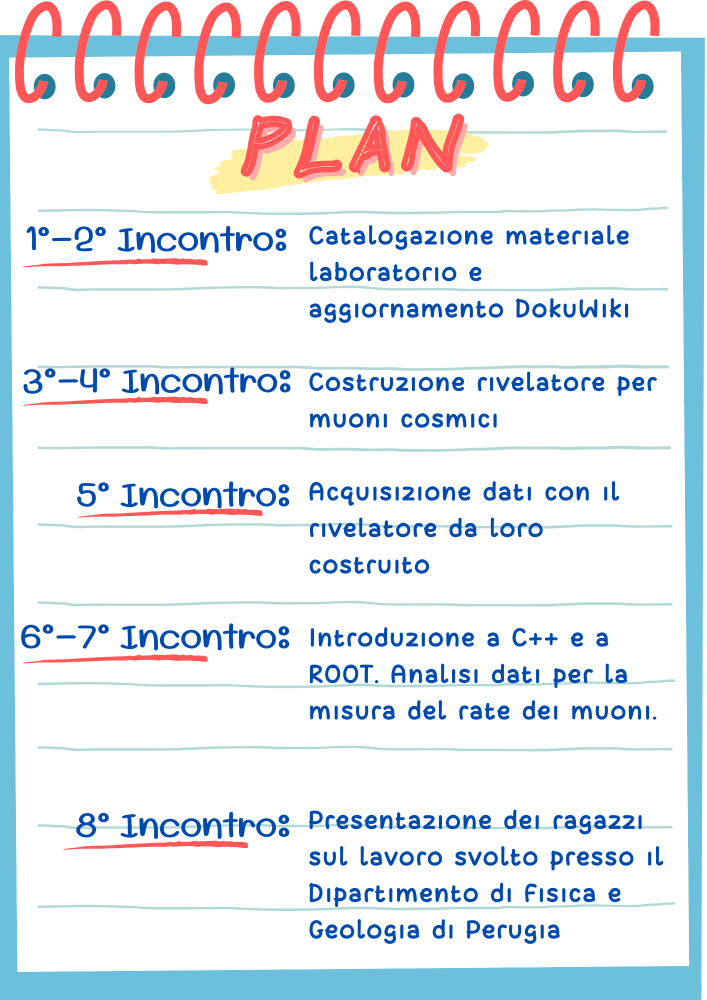 PLAN
1°-2° Incontro: Catalogazione materiale
laboratorio e
aggiornamento DokuWiki
3°-4° Incontro: Costruzione rivelatore per
muoni cosmici
5° Incontro: Acquisizione dati con il
rivelatore da loro
costruito
6°-7° Incontro: Introduzione a C++ e a
ROOT. Analisi dati per la
misura del rate dei muoni.
8° Incontro: Presentazione dei ragazzi
sul lavoro svolto presso il
Dipartimento di Fisica e
Geologia di Perugia